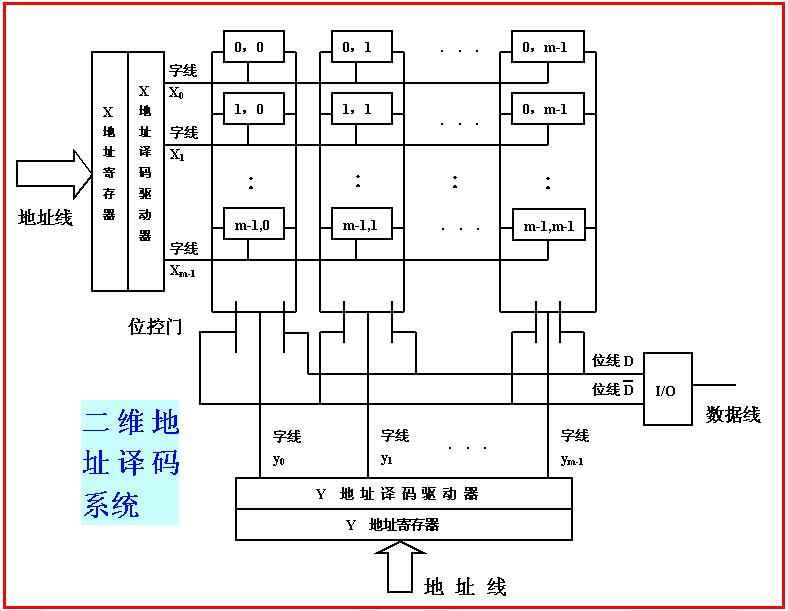 0，0
0，1
. . .
0，m-1
字线
X0
X地址寄存器
X地址译码驱动器
1，0
1，1
. . .
0，m-1
字线
X1
地址线
:
:
:
:
m-1,0
m-1,1
. . .
m-1,m-1
字线
Xm-1
位控门
位线 D
位线 D̅
I/O
数据线
二维地
址译码
系统
字线
y0
字线
y1
. . .
字线
ym-1
Y 地址译码驱动器
Y 地址寄存器
地址线